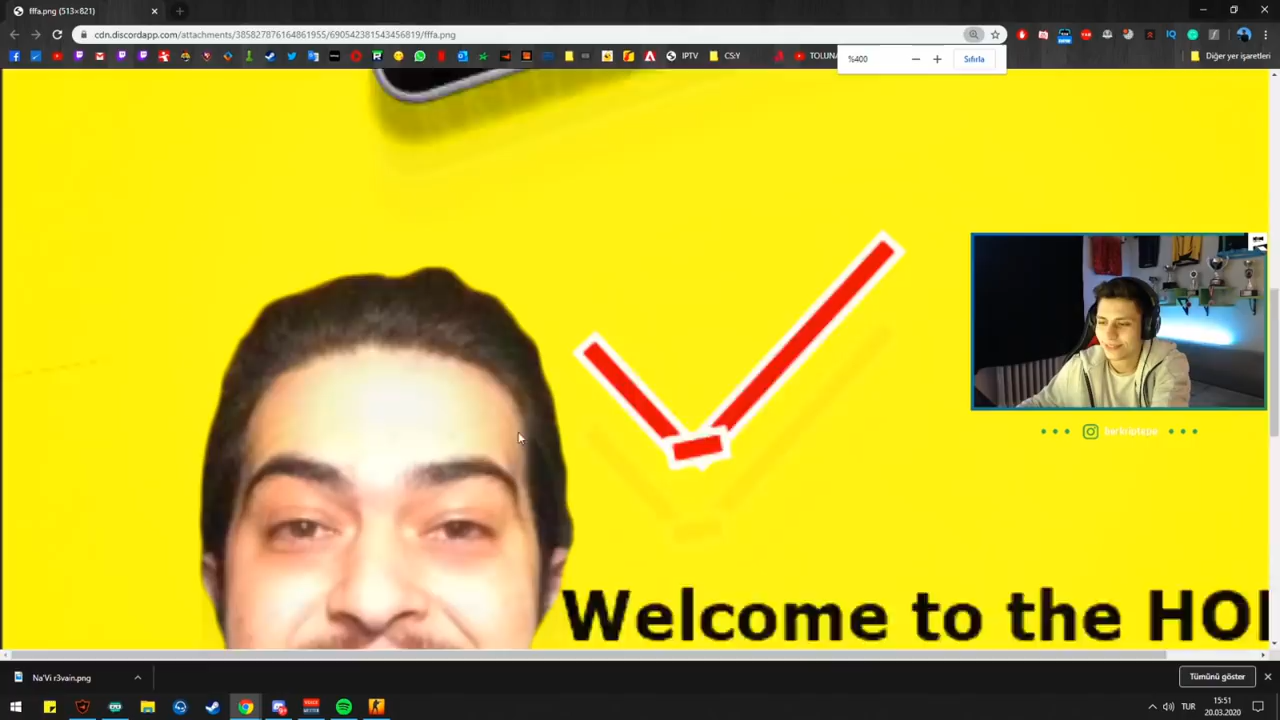 fffa.png (513×821)
cdn.discordapp.com/attachments/385827876164861955/690542381543456819/fffa.png
IPTV
CS:Y
TOLUNA
Diğer yer işaretleri
%400
Sıfırla
Welcome to the HO
Na'Vi r3vain.png
Tümünü göster
TUR
15:51
20.03.2020